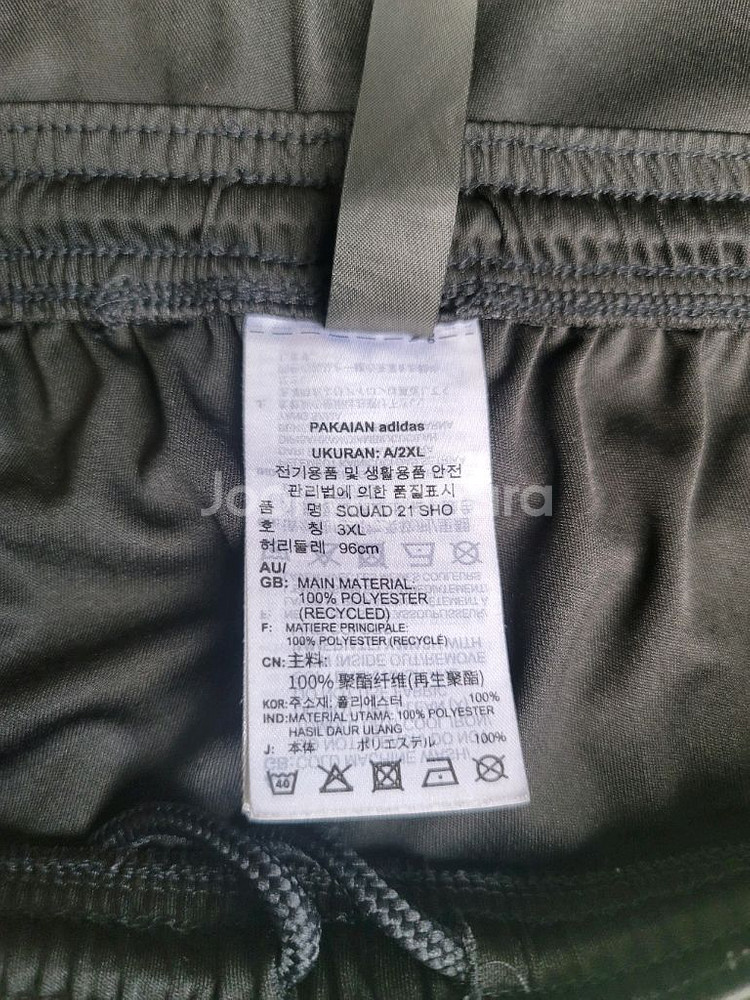 PAKAIAN adidas
UKURAN: A/2XL
전기용품 및 생활용품 안전
관리법에 의한 품질표시
품 명 SQUAD 21 SHO
호 칭 3XL
허리둘레 96cm
AU/
GB: MAIN MATERIAL:
100% POLYESTER
(RECYCLED)
F: MATIERE PRINCIPALE:
100% POLYESTER (RECYCLÉ)
CN: 主料:
100% 聚酯纤维(再生聚酯)
KOR: 주소재: 폴리에스터 100%
IND: MATERIAL UTAMA: 100% POLYESTER
HASIL DAUR ULANG
J: 本体 ポリエステル 100%
40